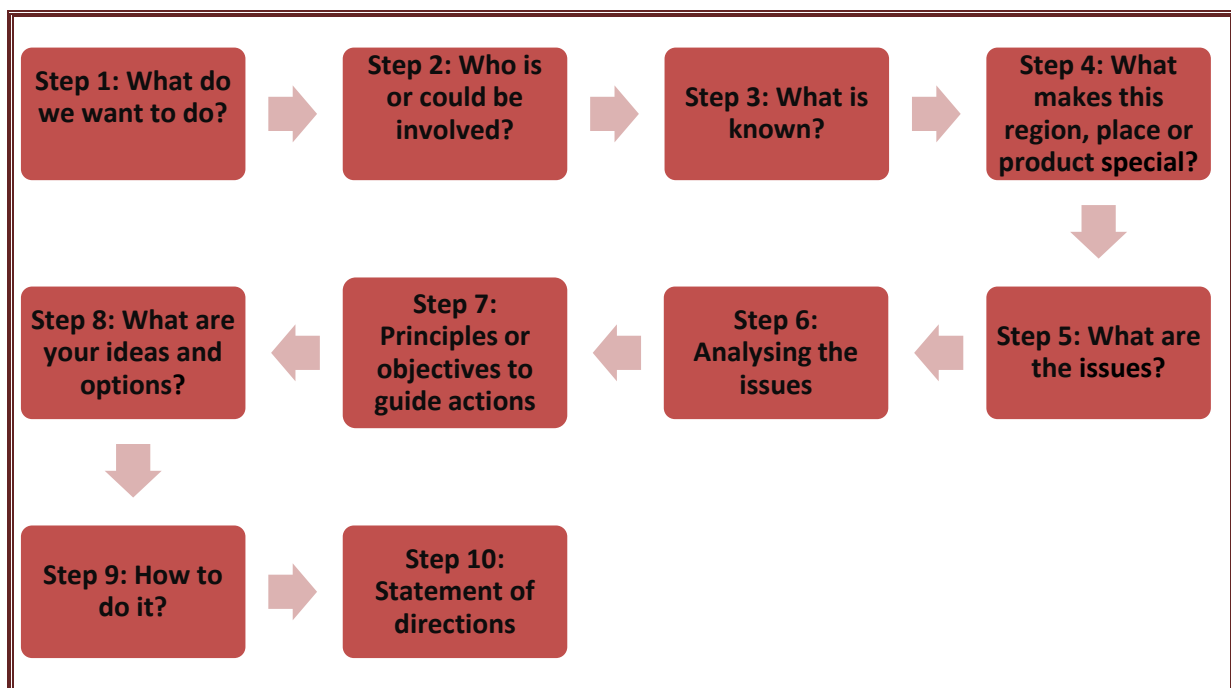 Step 1: What do
we want to do?
Step 2: Who is
or could be
involved?
Step 3: What is
known?
Step 4: What
makes this
region, place or
product special?
Step 5: What are
the issues?
Step 6:
Analysing the
issues
Step 7:
Principles or
objectives to
guide actions
Step 8: What are
your ideas and
options?
Step 9: How to
do it?
Step 10:
Statement of
directions